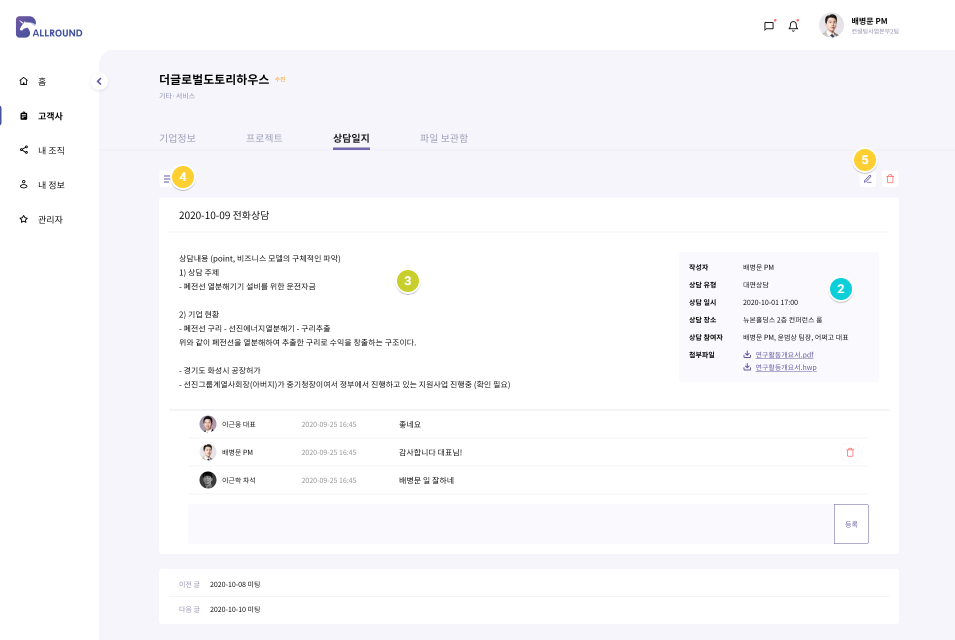 ALLROUND
배병문 PM
컨설팅사업본부2팀
홈
고객사
내 조직
내 정보
관리자
더글로벌도토리하우스 수민
기타 · 서비스
기업정보 프로젝트 상담일지 파일 보관함
4
5
2020-10-09 전화상담
상담내용 (point, 비즈니스 모델의 구체적인 파악)
1) 상담 주제
- 폐전선 열분해기기 설비를 위한 운전자금
3
2) 기업 현황
- 폐전선 구리 - 선진에너지열분해기 - 구리추출
위와 같이 폐전선을 열분해하여 추출한 구리로 수익을 창출하는 구조이다.
- 경기도 화성시 공장허가
- 선진그룹계열사회장(아버지)가 중기청장이여서 정부에서 진행하고 있는 지원사업 진행중 (확인 필요)
작성자 배병문 PM
상담 유형 대면상담
2
상담 일시 2020-10-01 17:00
상담 장소 뉴본홀딩스 2층 컨퍼런스 룸
상담 참여자 배병문 PM, 윤범상 팀장, 어쩌고 대표
첨부파일 연구활동개요서.pdf
연구활동개요서.hwp
이근웅 대표 2020-09-25 16:45 좋네요
배병문 PM 2020-09-25 16:45 감사합니다 대표님!
이근학 자석 2020-09-25 16:45 배병문 일 잘하네
등록
이전 글 2020-10-08 미팅
다음 글 2020-10-10 미팅